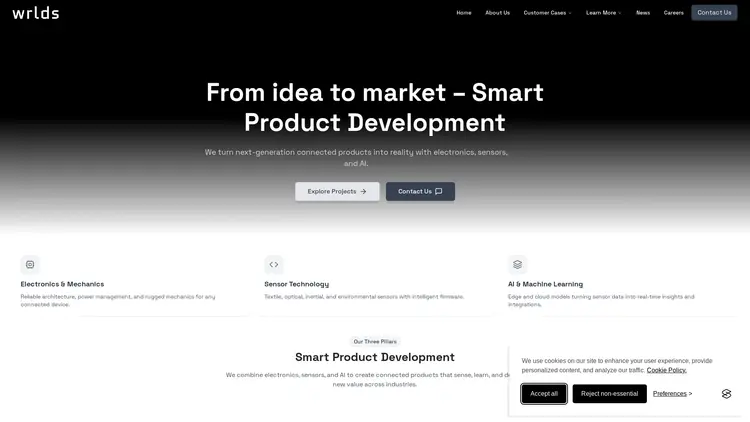 wrlds
Home About Us Customer Cases Learn More News Careers Contact Us
From idea to market – Smart
Product Development
We turn next-generation connected products into reality with electronics, sensors,
and AI.
Explore Projects Contact Us
Electronics & Mechanics
Reliable architecture, power management, and rugged mechanics for any
connected device.
Sensor Technology
Textile, optical, inertial, and environmental sensors with intelligent firmware.
AI & Machine Learning
Edge and cloud models turning sensor data into real-time insights and
integrations.
Our Three Pillars
Smart Product Development
We combine electronics, sensors, and AI to create connected products that sense, learn, and
new value across industries.
We use cookies on our site to enhance your user experience, provide
personalized content, and analyze our traffic. Cookie Policy.
Accept all Reject non-essential Preferences >